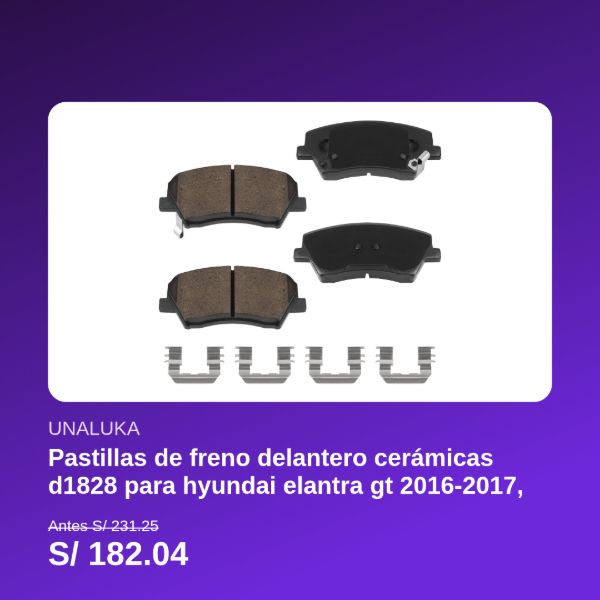 UNALUKA
Pastillas de freno delantero cerámicas
d1828 para hyundai elantra gt 2016-2017,
Antes S/ 231.25
S/ 182.04